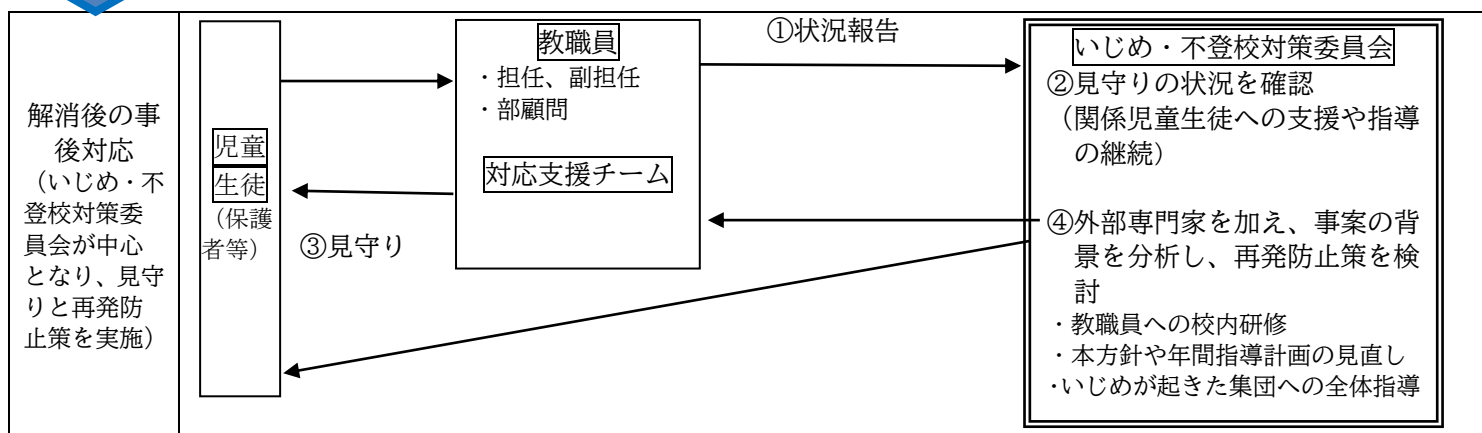 解消後の事
後対応
（いじめ・不
登校対策委
員会が中心
となり、見守
りと再発防
止策を実施）
児童
生徒
（保護
者等）
教職員
・担任、副担任
・部顧問
対応支援チーム
①状況報告
③見守り
いじめ・不登校対策委員会
②見守りの状況を確認
（関係児童生徒への支援や指導
の継続）
④外部専門家を加え、事案の背
景を分析し、再発防止策を検
討
・教職員への校内研修
・本方針や年間指導計画の見直し
・いじめが起きた集団への全体指導